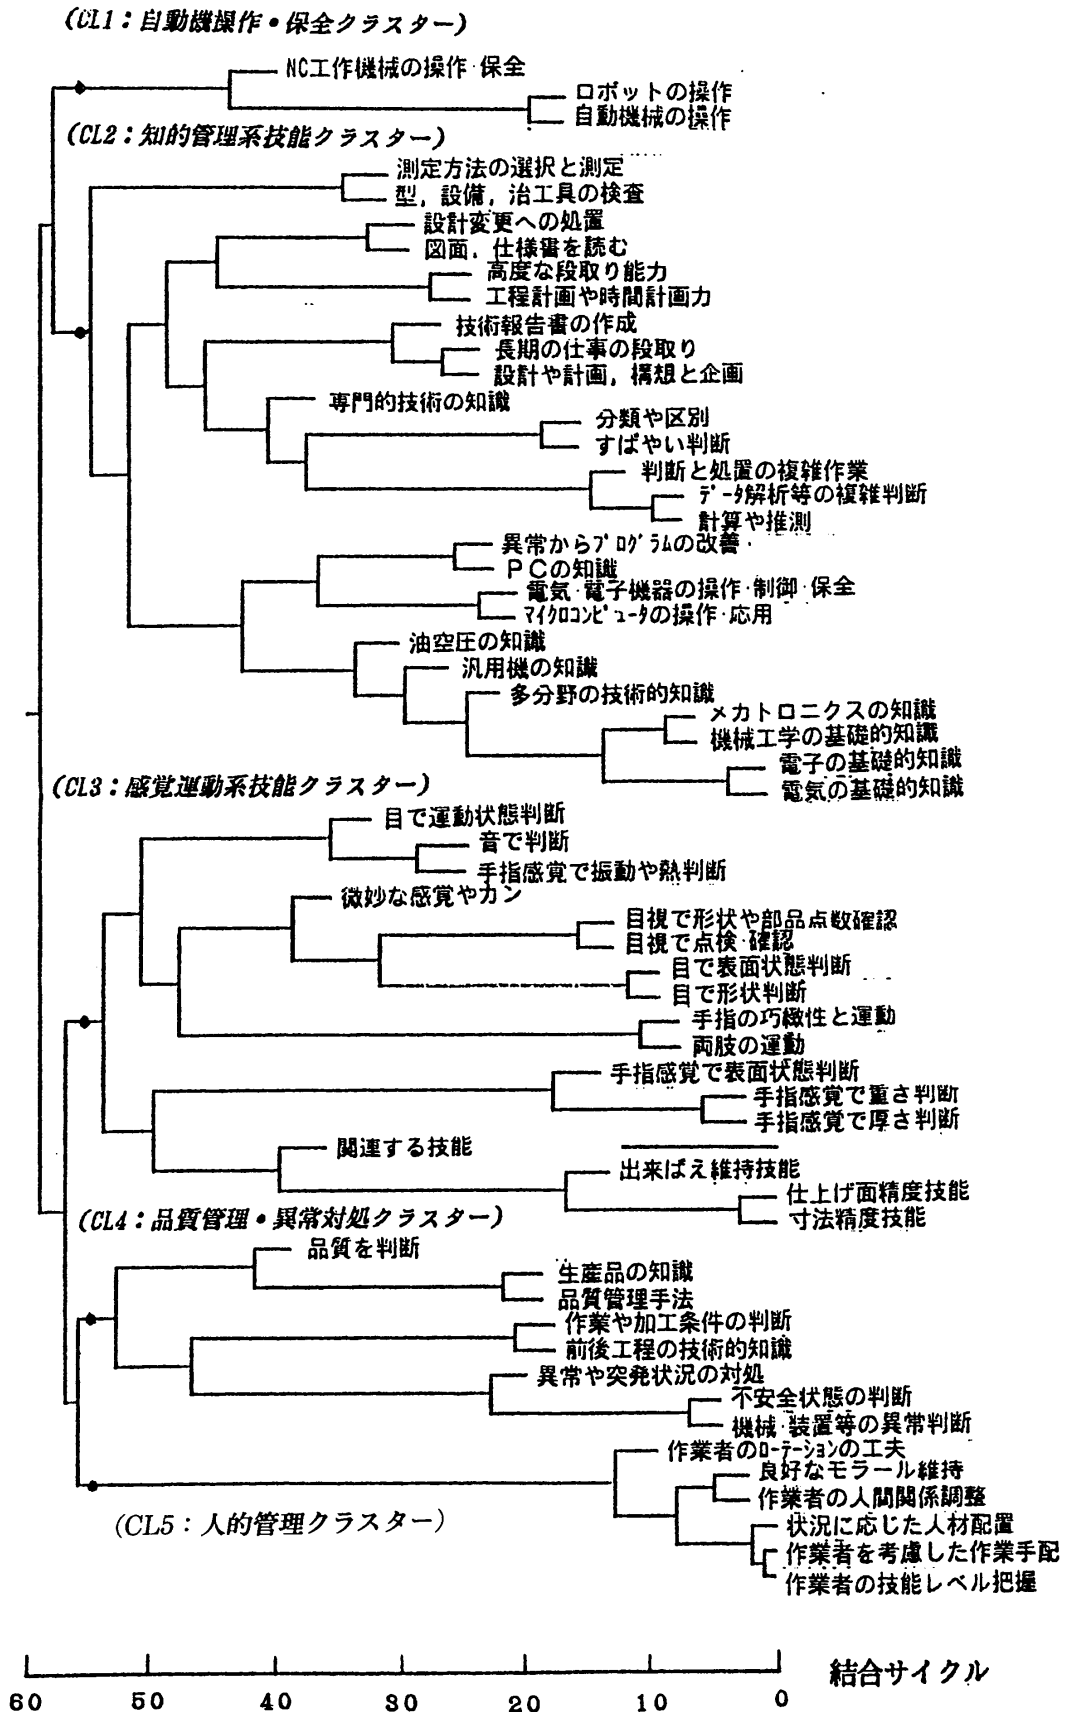 (CL1：自動機操作・保全クラスター)
NC工作機械の操作・保全
ロボットの操作
自動機械の操作
(CL2：知的管理系技能クラスター)
測定方法の選択と測定
型，設備，治工具の検査
設計変更への処置
図面，仕様書を読む
高度な段取り能力
工程計画や時間計画力
技術報告書の作成
長期の仕事の段取り
設計や計画，構想と企画
専門的技術の知識
分類や区別
すばやい判断
判断と処置の複雑作業
ﾃﾞｰﾀ解析等の複雑判断
計算や推測
異常からﾌﾟﾛｸﾞﾗﾑの改善
ＰＣの知識
電気・電子機器の操作・制御・保全
ﾏｲｸﾛｺﾝﾋﾟｭｰﾀの操作・応用
油空圧の知識
汎用機の知識
多分野の技術的知識
メカトロニクスの知識
機械工学の基礎的知識
電子の基礎的知識
電気の基礎的知識
(CL3：感覚運動系技能クラスター)
目で運動状態判断
音で判断
手指感覚で振動や熱判断
微妙な感覚やカン
目視で形状や部品点数確認
目視で点検・確認
目で表面状態判断
目で形状判断
手指の巧緻性と運動
両肢の運動
手指感覚で表面状態判断
手指感覚で重さ判断
手指感覚で厚さ判断
関連する技能
出来ばえ維持技能
仕上げ面精度技能
寸法精度技能
(CL4：品質管理・異常対処クラスター)
品質を判断
生産品の知識
品質管理手法
作業や加工条件の判断
前後工程の技術的知識
異常や突発状況の対処
不安全状態の判断
機械・装置等の異常判断
作業者のﾛｰﾃｰｼｮﾝの工夫
良好なモラール維持
作業者の人間関係調整
(CL5：人的管理クラスター)
状況に応じた人材配置
作業者を考慮した作業手配
作業者の技能レベル把握
結合サイクル
60 50 40 30 20 10 0